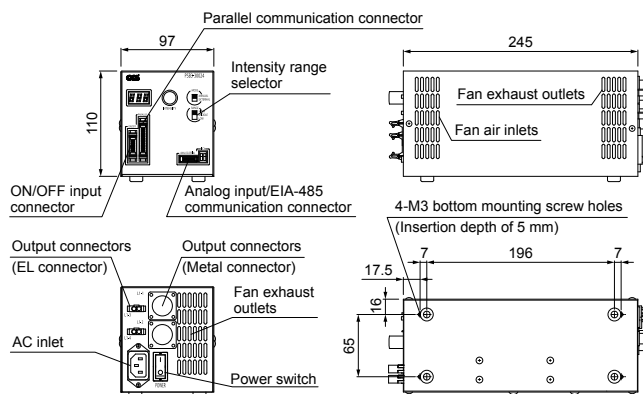 Parallel communication connector
97
Intensity range
selector
110
ON/OFF input
connector
Analog input/EIA-485
communication connector
245
Fan exhaust outlets
Fan air inlets
4-M3 bottom mounting screw holes
(Insertion depth of 5 mm)
Output connectors
(EL connector)
Output connectors
(Metal connector)
Fan exhaust
outlets
AC inlet
POWER
Power switch
7
196
7
17.5
16
65